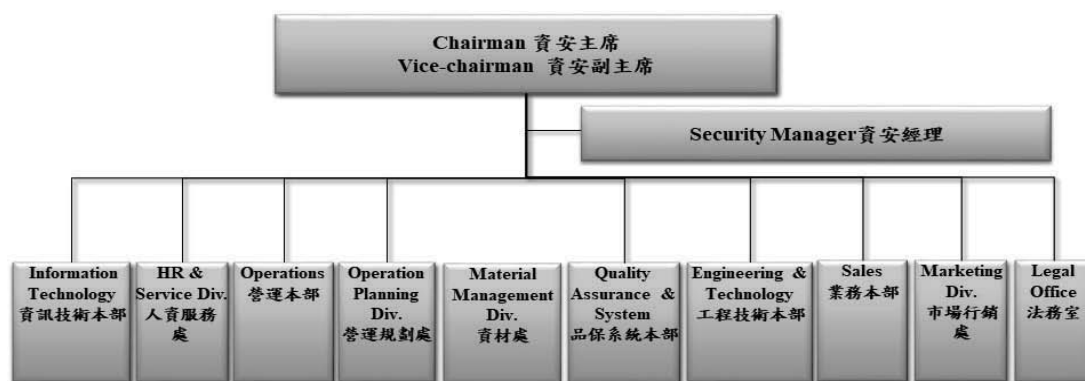 Chairman 資安主席
Vice-chairman 資安副主席
Security Manager資安經理
Information
Technology
資訊技術本部
HR &
Service Div.
人資服務
處
Operations
營運本部
Operation
Planning
Div.
營運規劃處
Material
Management
Div.
資材處
Quality
Assurance &
System
品保系統本部
Engineering &
Technology
工程技術本部
Sales
業務本部
Marketing
Div.
市場行銷
處
Legal
Office
法務室